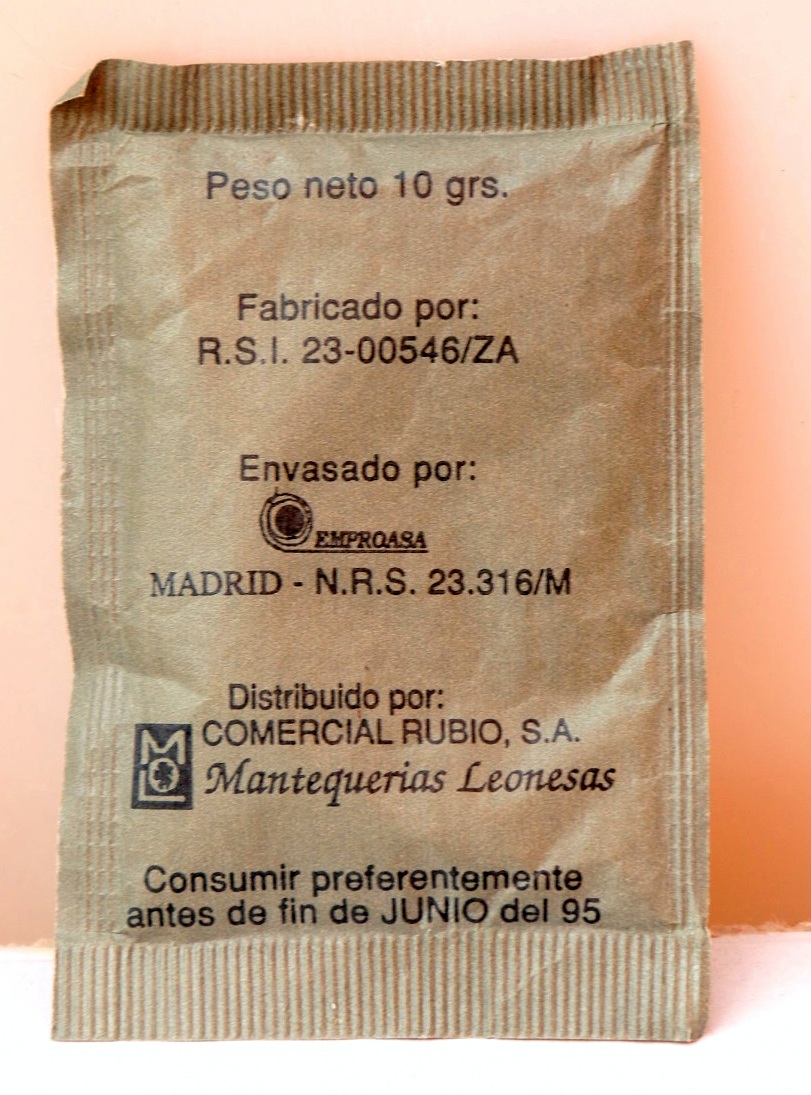 Peso neto 10 grs.
Fabricado por:
R.S.I. 23-00546/ZA
Envasado por:
EMPROASA
MADRID - N.R.S. 23.316/M
Distribuido por:
COMERCIAL RUBIO, S.A.
Mantequerias Leonesas
Consumir preferentemente
antes de fin de JUNIO del 95